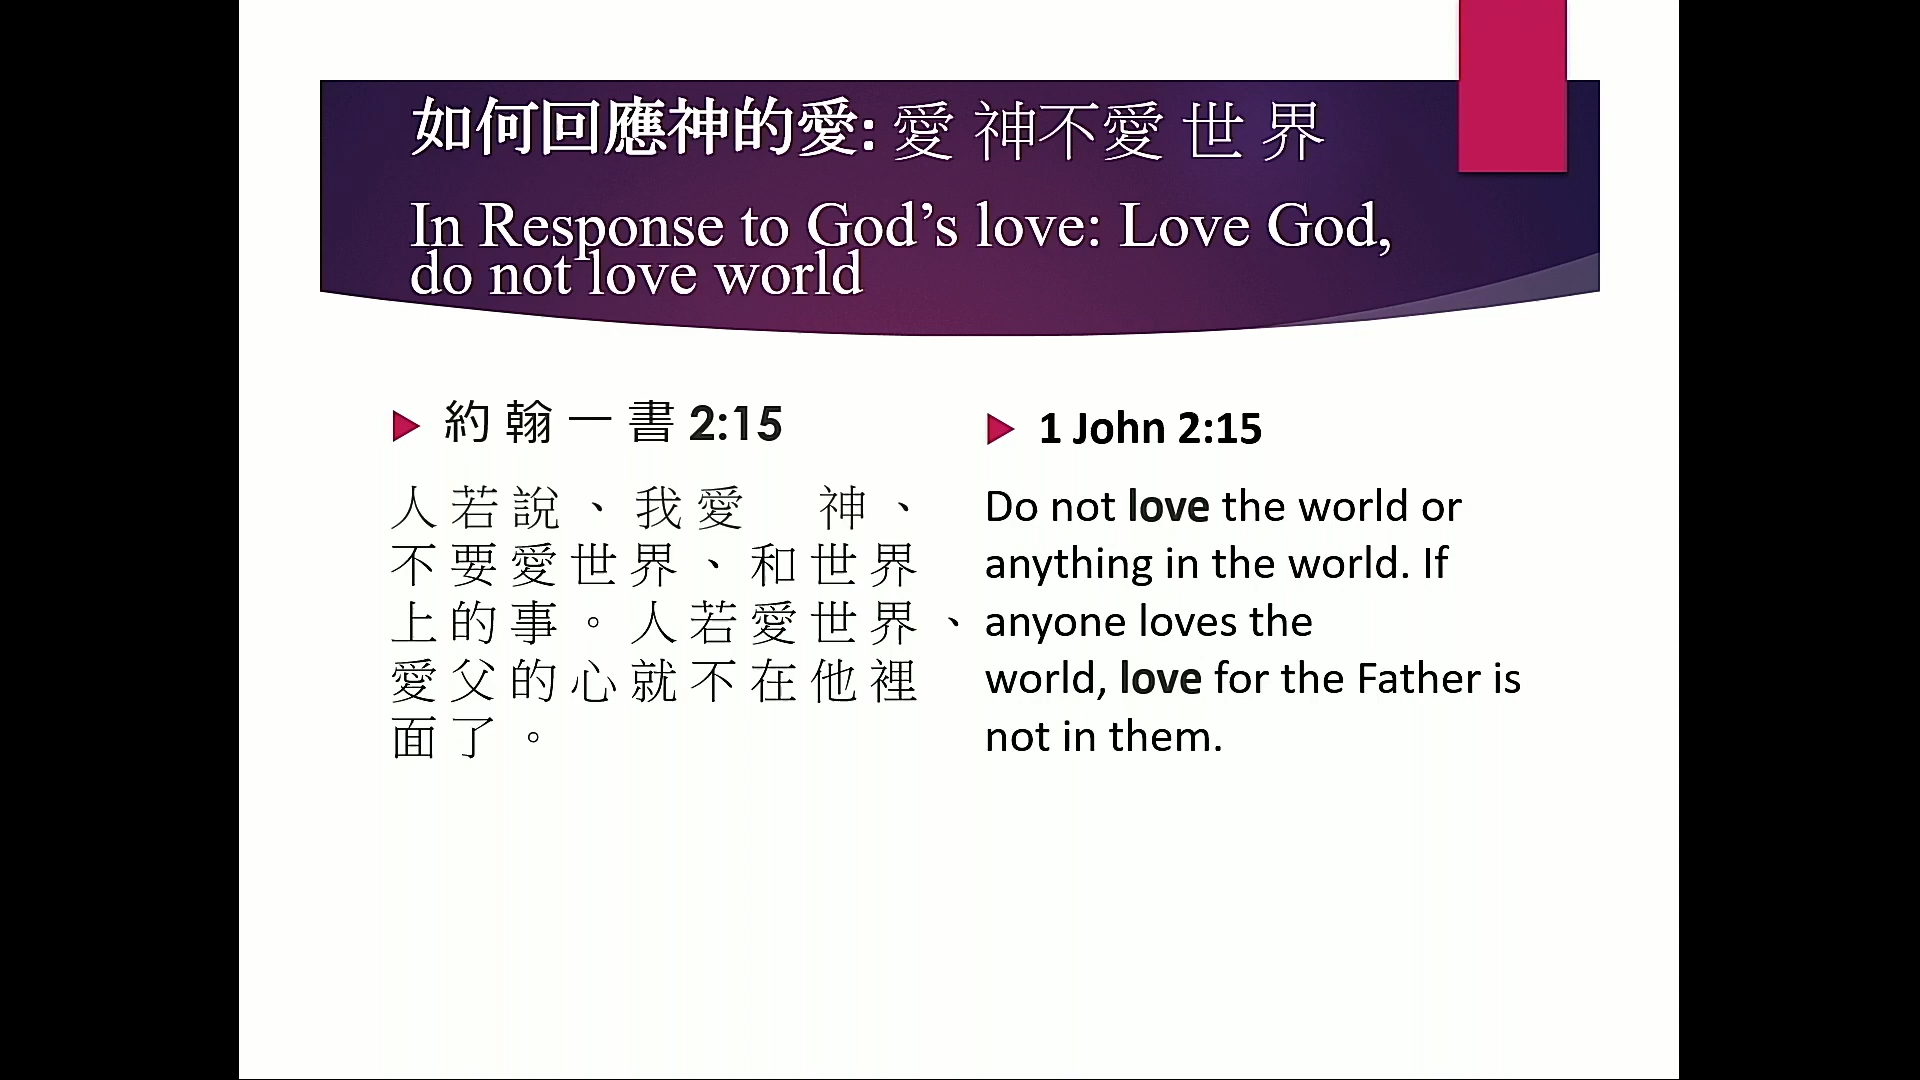 如何回應神的愛: 愛 神不愛 世 界
In Response to God’s love: Love God,
do not love world
約 翰 一 書 2:15
人 若 說 、 我 愛 神 、
不 要 愛 世 界 、 和 世 界
上 的 事 。 人 若 愛 世 界 、
愛 父 的 心 就 不 在 他 裡
面 了 。
1 John 2:15
Do not love the world or
anything in the world. If
anyone loves the
world, love for the Father is
not in them.